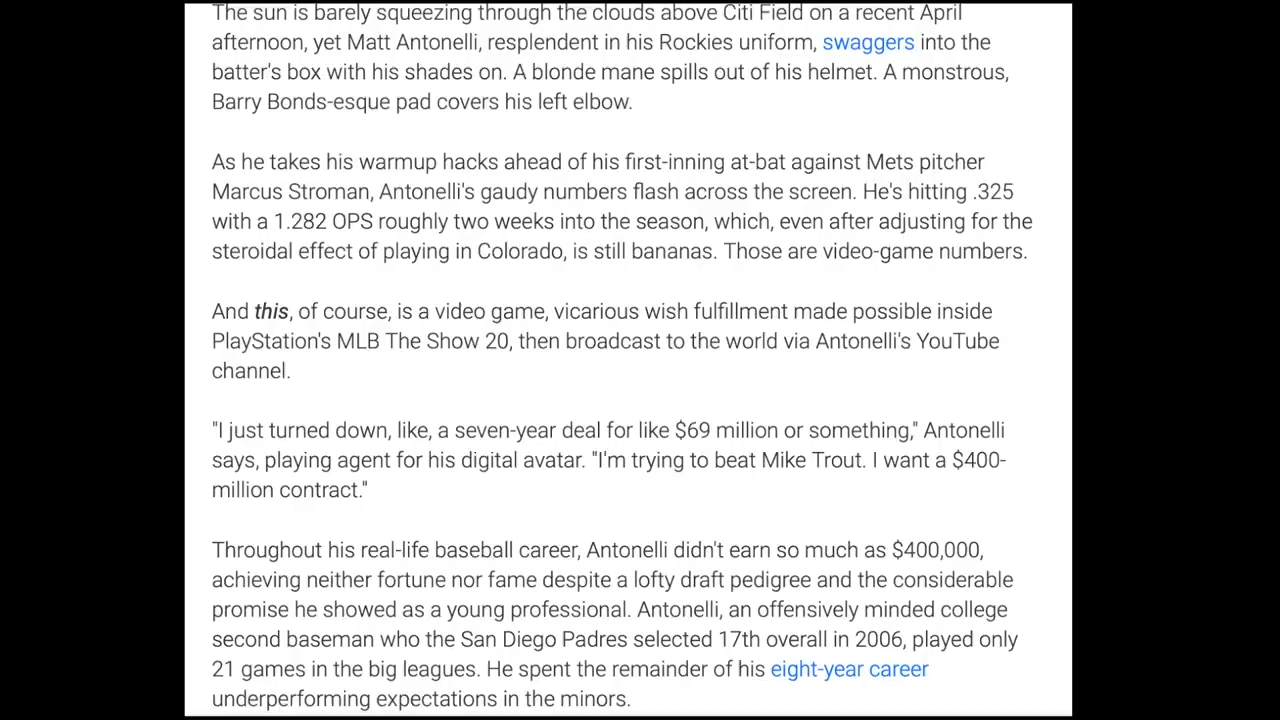 The sun is barely squeezing through the clouds above Citi Field on a recent April
afternoon, yet Matt Antonelli, resplendent in his Rockies uniform, swaggers into the
batter's box with his shades on. A blonde mane spills out of his helmet. A monstrous,
Barry Bonds-esque pad covers his left elbow.
As he takes his warmup hacks ahead of his first-inning at-bat against Mets pitcher
Marcus Stroman, Antonelli's gaudy numbers flash across the screen. He's hitting .325
with a 1.282 OPS roughly two weeks into the season, which, even after adjusting for the
steroidal effect of playing in Colorado, is still bananas. Those are video-game numbers.
And this, of course, is a video game, vicarious wish fulfillment made possible inside
PlayStation's MLB The Show 20, then broadcast to the world via Antonelli's YouTube
channel.
"I just turned down, like, a seven-year deal for like $69 million or something," Antonelli
says, playing agent for his digital avatar. "I'm trying to beat Mike Trout. I want a $400-
million contract."
Throughout his real-life baseball career, Antonelli didn't earn so much as $400,000,
achieving neither fortune nor fame despite a lofty draft pedigree and the considerable
promise he showed as a young professional. Antonelli, an offensively minded college
second baseman who the San Diego Padres selected 17th overall in 2006, played only
21 games in the big leagues. He spent the remainder of his eight-year career
underperforming expectations in the minors.